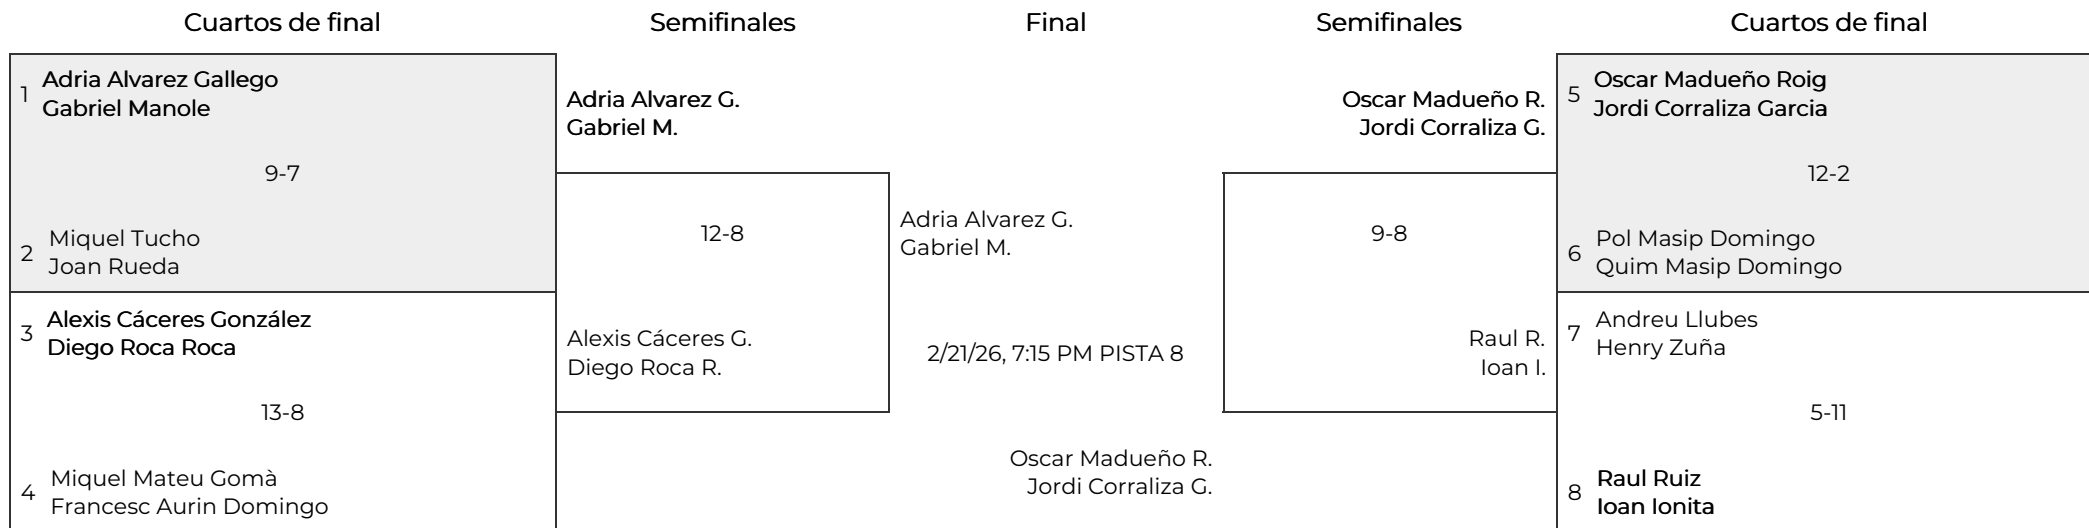 Cuartos de final
Semifinales
Final
Semifinales
Cuartos de final
1
Adria Alvarez Gallego
Gabriel Manole
9-7
2
Miquel Tucho
Joan Rueda
3
Alexis Cáceres González
Diego Roca Roca
13-8
4
Miquel Mateu Gomà
Francesc Aurin Domingo
Adria Alvarez G.
Gabriel M.
12-8
Alexis Cáceres G.
Diego Roca R.
Adria Alvarez G.
Gabriel M.
2/21/26, 7:15 PM PISTA 8
Oscar Madueño R.
Jordi Corraliza G.
Oscar Madueño R.
Jordi Corraliza G.
9-8
Raul R.
Ioan I.
5
Oscar Madueño Roig
Jordi Corraliza Garcia
12-2
6
Pol Masip Domingo
Quim Masip Domingo
7
Andreu Llubes
Henry Zuña
5-11
8
Raul Ruiz
Ioan Ionita